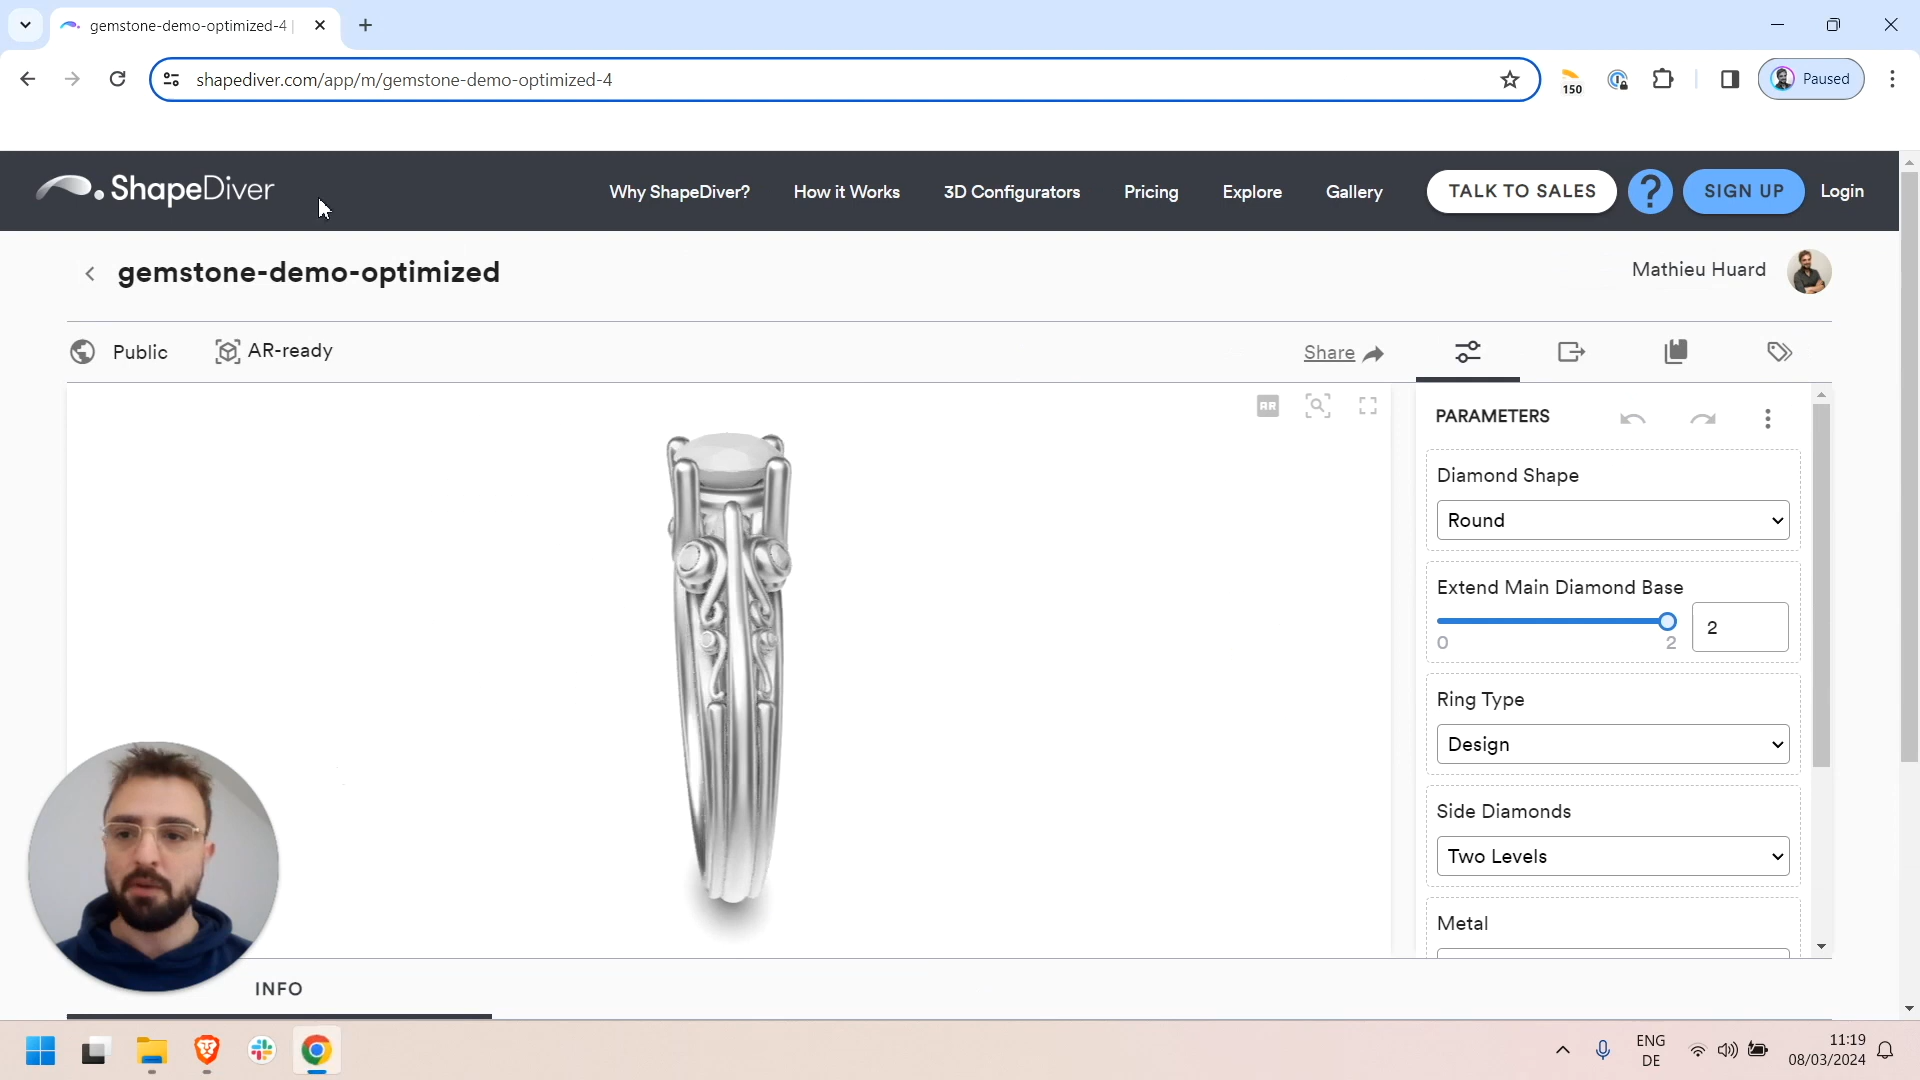 gemstone-demo-optimized-4
shapediver.com/app/m/gemstone-demo-optimized-4
150
Paused
ShapeDiver
Why ShapeDiver?
How it Works
3D Configurators
Pricing
Explore
Gallery
TALK TO SALES
?
SIGN UP
Login
gemstone-demo-optimized
Mathieu Huard
Public
AR-ready
Share
AR
PARAMETERS
Diamond Shape
Round
Extend Main Diamond Base
0
2
2
Ring Type
Design
Side Diamonds
Two Levels
Metal
INFO
ENG
DE
11:19
08/03/2024